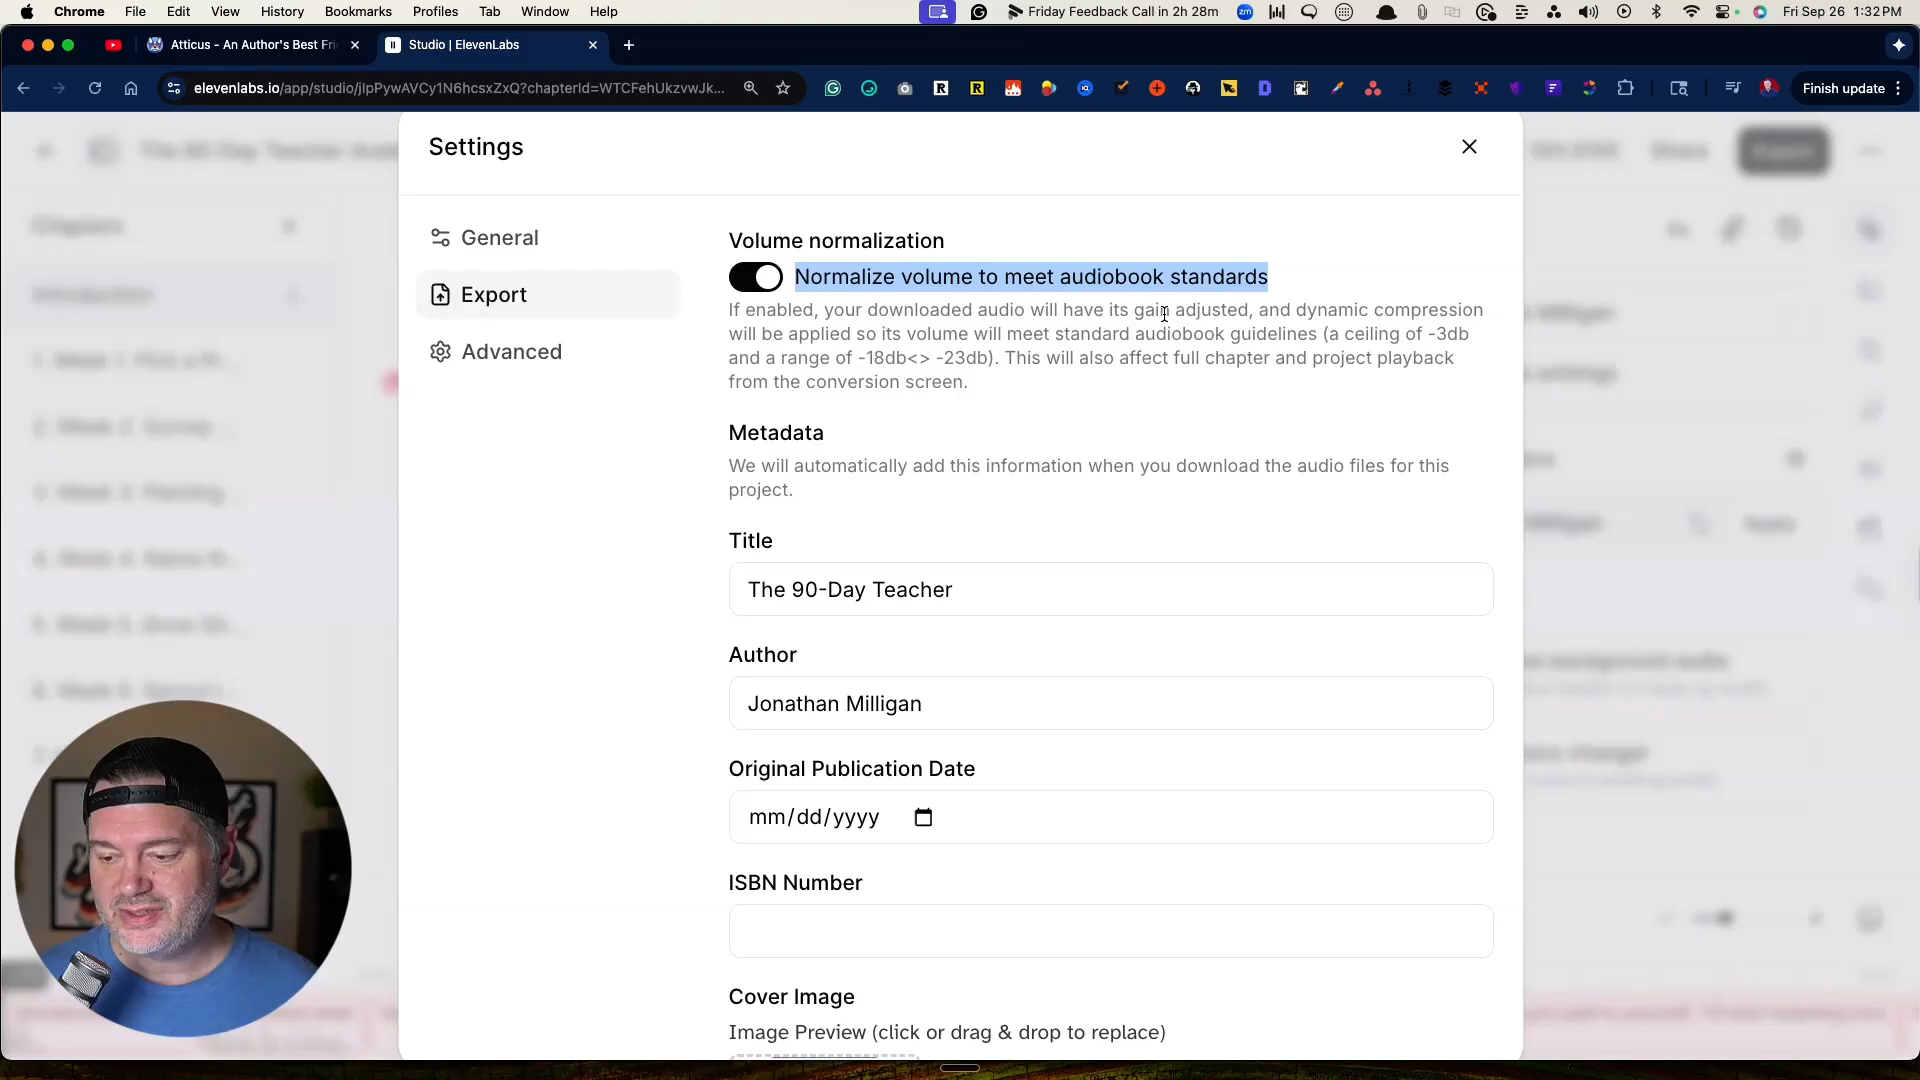 Chrome File Edit View History Bookmarks Profiles Tab Window Help Friday Feedback Call in 2h 28m Fri Sep 26 1:32 PM
Atticus - An Author's Best Fri Studio | ElevenLabs
elevenlabs.io/app/studio/jIpPywAVCy1N6hcsxZxQ?chapterId=WTCFehUkzvwJk... Finish update
Settings
General
Export
Advanced
Volume normalization
Normalize volume to meet audiobook standards
If enabled, your downloaded audio will have its gain adjusted, and dynamic compression
will be applied so its volume will meet standard audiobook guidelines (a ceiling of -3db
and a range of -18db<> -23db). This will also affect full chapter and project playback
from the conversion screen.
Metadata
We will automatically add this information when you download the audio files for this
project.
Title
The 90-Day Teacher
Author
Jonathan Milligan
Original Publication Date
mm/dd/yyyy
ISBN Number
Cover Image
Image Preview (click or drag & drop to replace)
Chapters
Introduction
Share